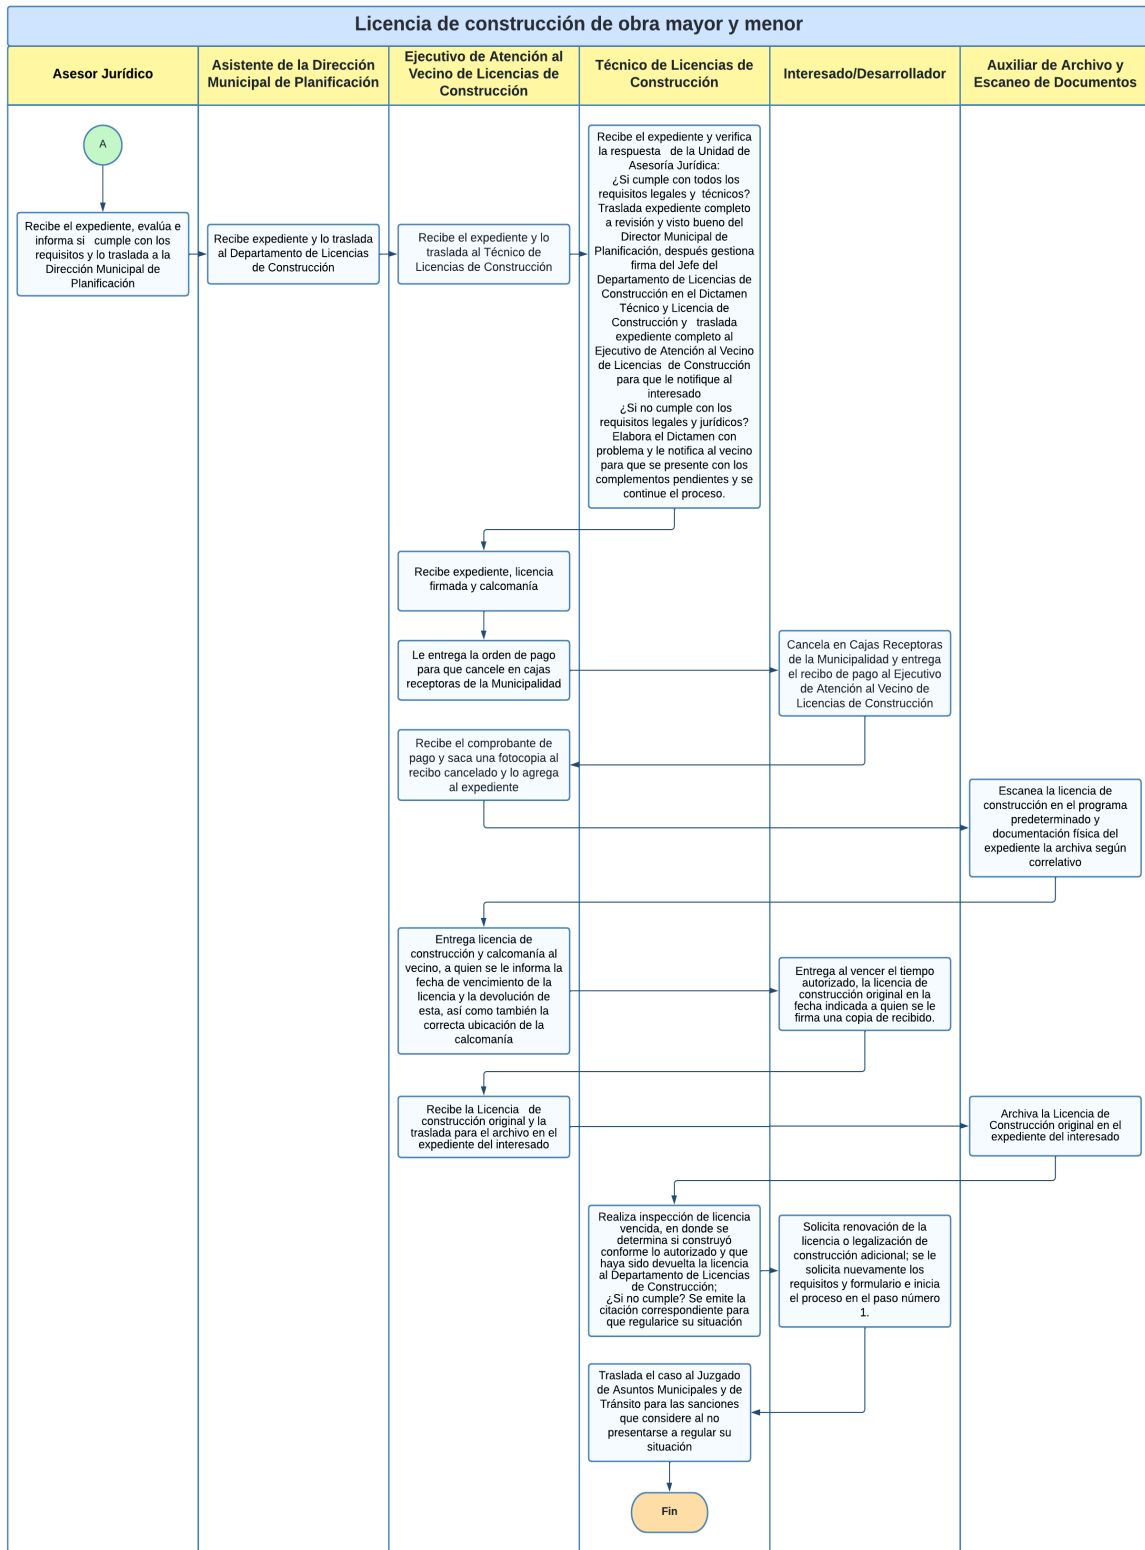 Licencia de construcción de obra mayor y menor
Asesor Jurídico
Asistente de la Dirección
Municipal de Planificación
Ejecutivo de Atención al
Vecino de Licencias de
Construcción
Técnico de Licencias de
Construcción
Interesado/Desarrollador
Auxiliar de Archivo y
Escaneo de Documentos
A
Recibe el expediente, evalúa e
informa si cumple con los
requisitos y lo traslada a la
Dirección Municipal de
Planificación
Recibe expediente y lo traslada
al Departamento de Licencias
de Construcción
Recibe el expediente y lo
traslada al Técnico de
Licencias de Construcción
Recibe el expediente y verifica
la respuesta de la Unidad de
Asesoría Jurídica:
¿Si cumple con todos los
requisitos legales y técnicos?
Traslada expediente completo
a revisión y visto bueno del
Director Municipal de
Planificación, después gestiona
firma del Jefe del
Departamento de Licencias de
Construcción en el Dictamen
Técnico y Licencia de
Construcción y traslada
expediente completo al
Ejecutivo de Atención al Vecino
de Licencias de Construcción
para que le notifique al
interesado
¿Si no cumple con los
requisitos legales y jurídicos?
Elabora el Dictamen con
problema y le notifica al vecino
para que se presente con los
complementos pendientes y se
continue el proceso.
Recibe expediente, licencia
firmada y calcomanía
Le entrega la orden de pago
para que cancele en cajas
receptoras de la Municipalidad
Cancela en Cajas Receptoras
de la Municipalidad y entrega
el recibo de pago al Ejecutivo
de Atención al Vecino de
Licencias de Construcción
Recibe el comprobante de
pago y saca una fotocopia al
recibo cancelado y lo agrega
al expediente
Escanea la licencia de
construcción en el programa
predeterminado y
documentación física del
expediente la archiva según
correlativo
Entrega licencia de
construcción y calcomanía al
vecino, a quien se le informa la
fecha de vencimiento de la
licencia y la devolución de
esta, así como también la
correcta ubicación de la
calcomanía
Entrega al vencer el tiempo
autorizado, la licencia de
construcción original en la
fecha indicada a quien se le
firma una copia de recibido.
Recibe la Licencia de
construcción original y la
traslada para el archivo en el
expediente del interesado
Archiva la Licencia de
Construcción original en el
expediente del interesado
Realiza inspección de licencia
vencida, en donde se
determina si construyó
conforme lo autorizado y que
haya sido devuelta la licencia
al Departamento de Licencias
de Construcción;
¿Si no cumple? Se emite la
citación correspondiente para
que regularice su situación
Solicita renovación de la
licencia o legalización de
construcción adicional; se le
solicita nuevamente los
requisitos y formulario e inicia
el proceso en el paso número
1.
Traslada el caso al Juzgado
de Asuntos Municipales y de
Tránsito para las sanciones
que considere al no
presentarse a regular su
situación
Fin